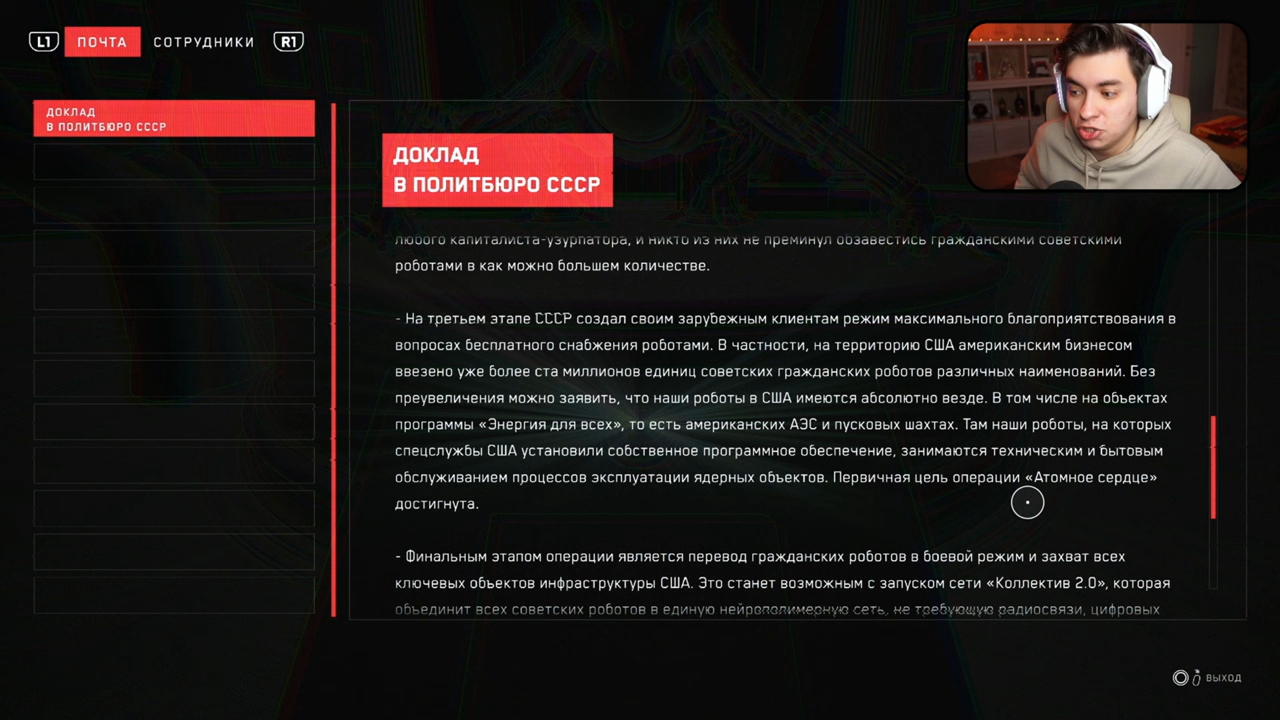 L1 ПОЧТА СОТРУДНИКИ R1
ДОКЛАД
В ПОЛИТБЮРО СССР
ДОКЛАД
В ПОЛИТБЮРО СССР
любого капиталиста-узурпатора, и никто из них не преминул обзавестись гражданскими советскими
роботами в как можно большем количестве.
- На третьем этапе СССР создал своим зарубежным клиентам режим максимального благоприятствования в
вопросах бесплатного снабжения роботами. В частности, на территорию США американским бизнесом
ввезено уже более ста миллионов единиц советских гражданских роботов различных наименований. Без
преувеличения можно заявить, что наши роботы в США имеются абсолютно везде. В том числе на объектах
программы «Энергия для всех», то есть американских АЭС и пусковых шахтах. Там наши роботы, на которых
спецслужбы США установили собственное программное обеспечение, занимаются техническим и бытовым
обслуживанием процессов эксплуатации ядерных объектов. Первичная цель операции «Атомное сердце»
достигнута.
- Финальным этапом операции является перевод гражданских роботов в боевой режим и захват всех
ключевых объектов инфраструктуры США. Это станет возможным с запуском сети «Коллектив 2.0», которая
объединит всех советских роботов в единую нейрополимерную сеть, не требующую радиосвязи, цифровых
ВЫХОД